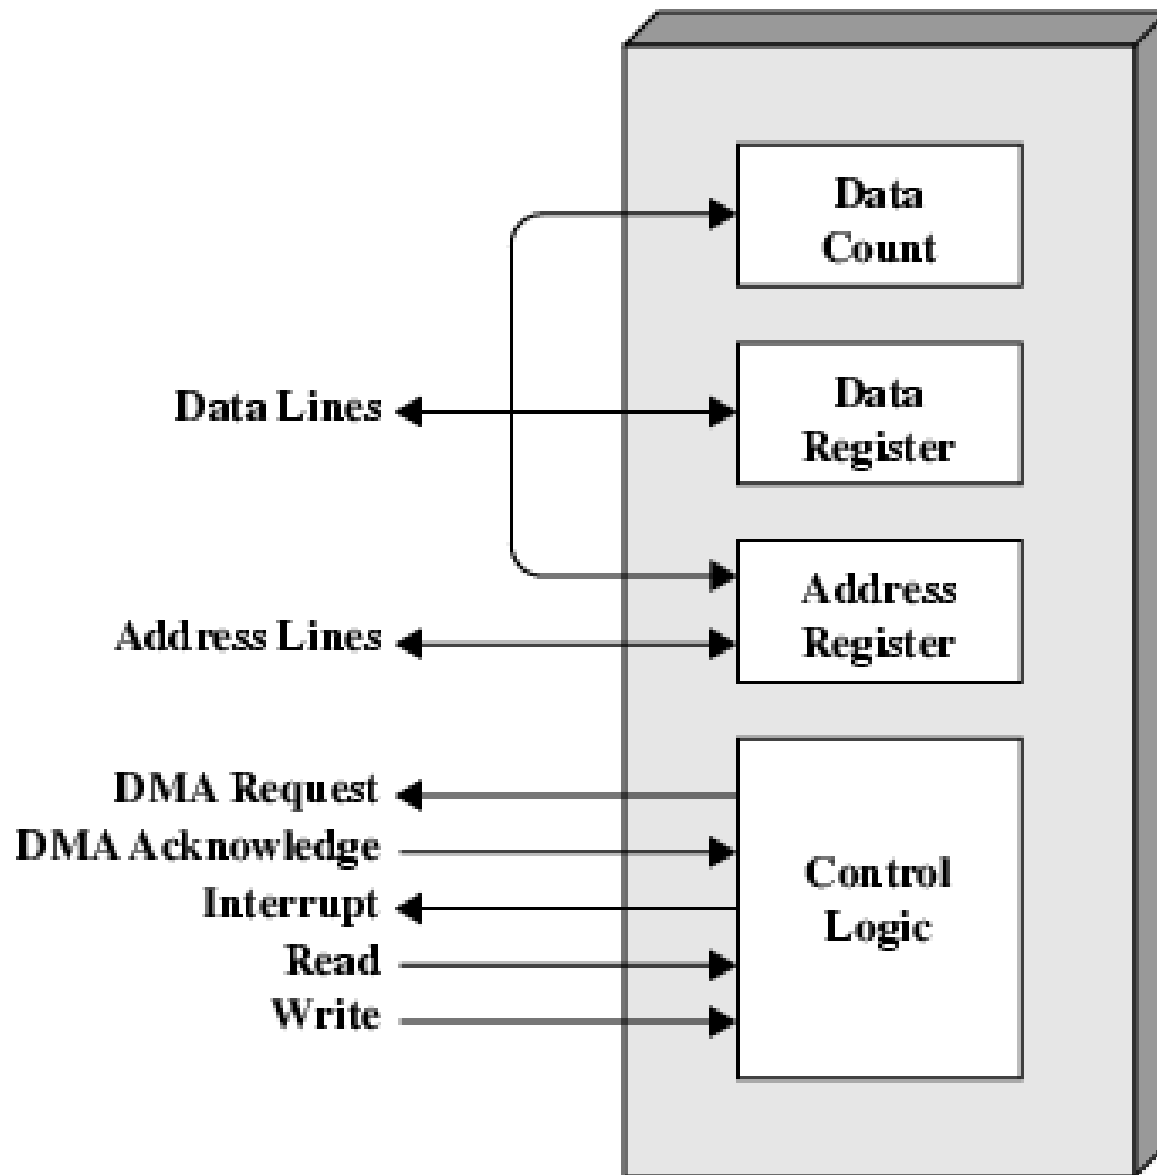 Data
Count
Data Lines
Data
Register
Address
Register
Address Lines
DMA Request
DMA Acknowledge
Interrupt
Read
Write
Control
Logic